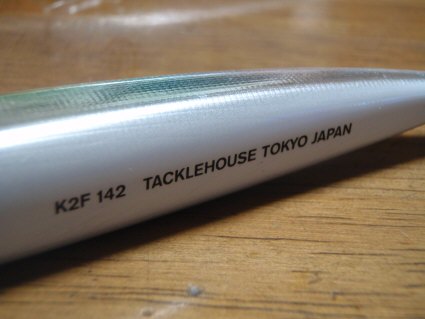 K2F 142 TACKLEHOUSE TOKYO JAPAN